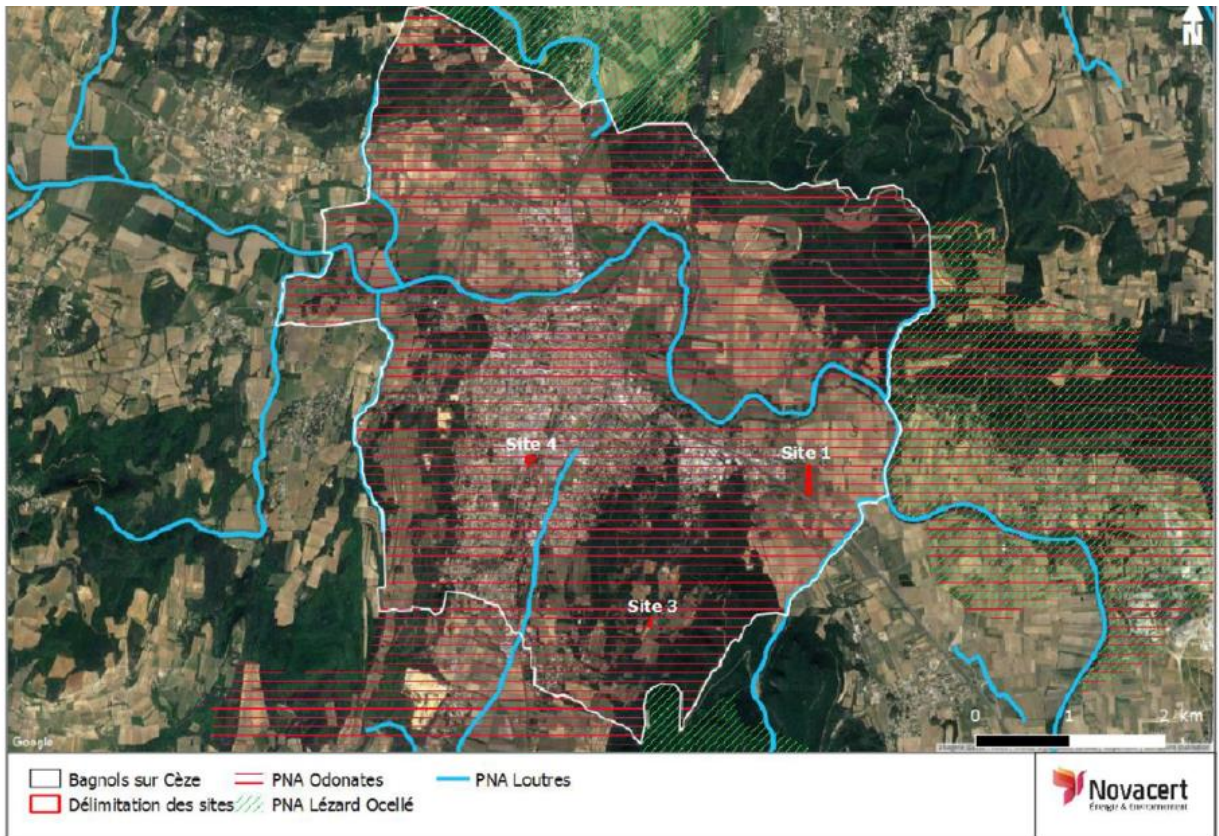 N
Site 4
Site 1
Site 3
0 1 2 km
Google
Bagnols sur Cèze PNA Odonates PNA Loutres
Délimitation des sites PNA Lézard Ocellé
Novacert
Énergie & Environnement